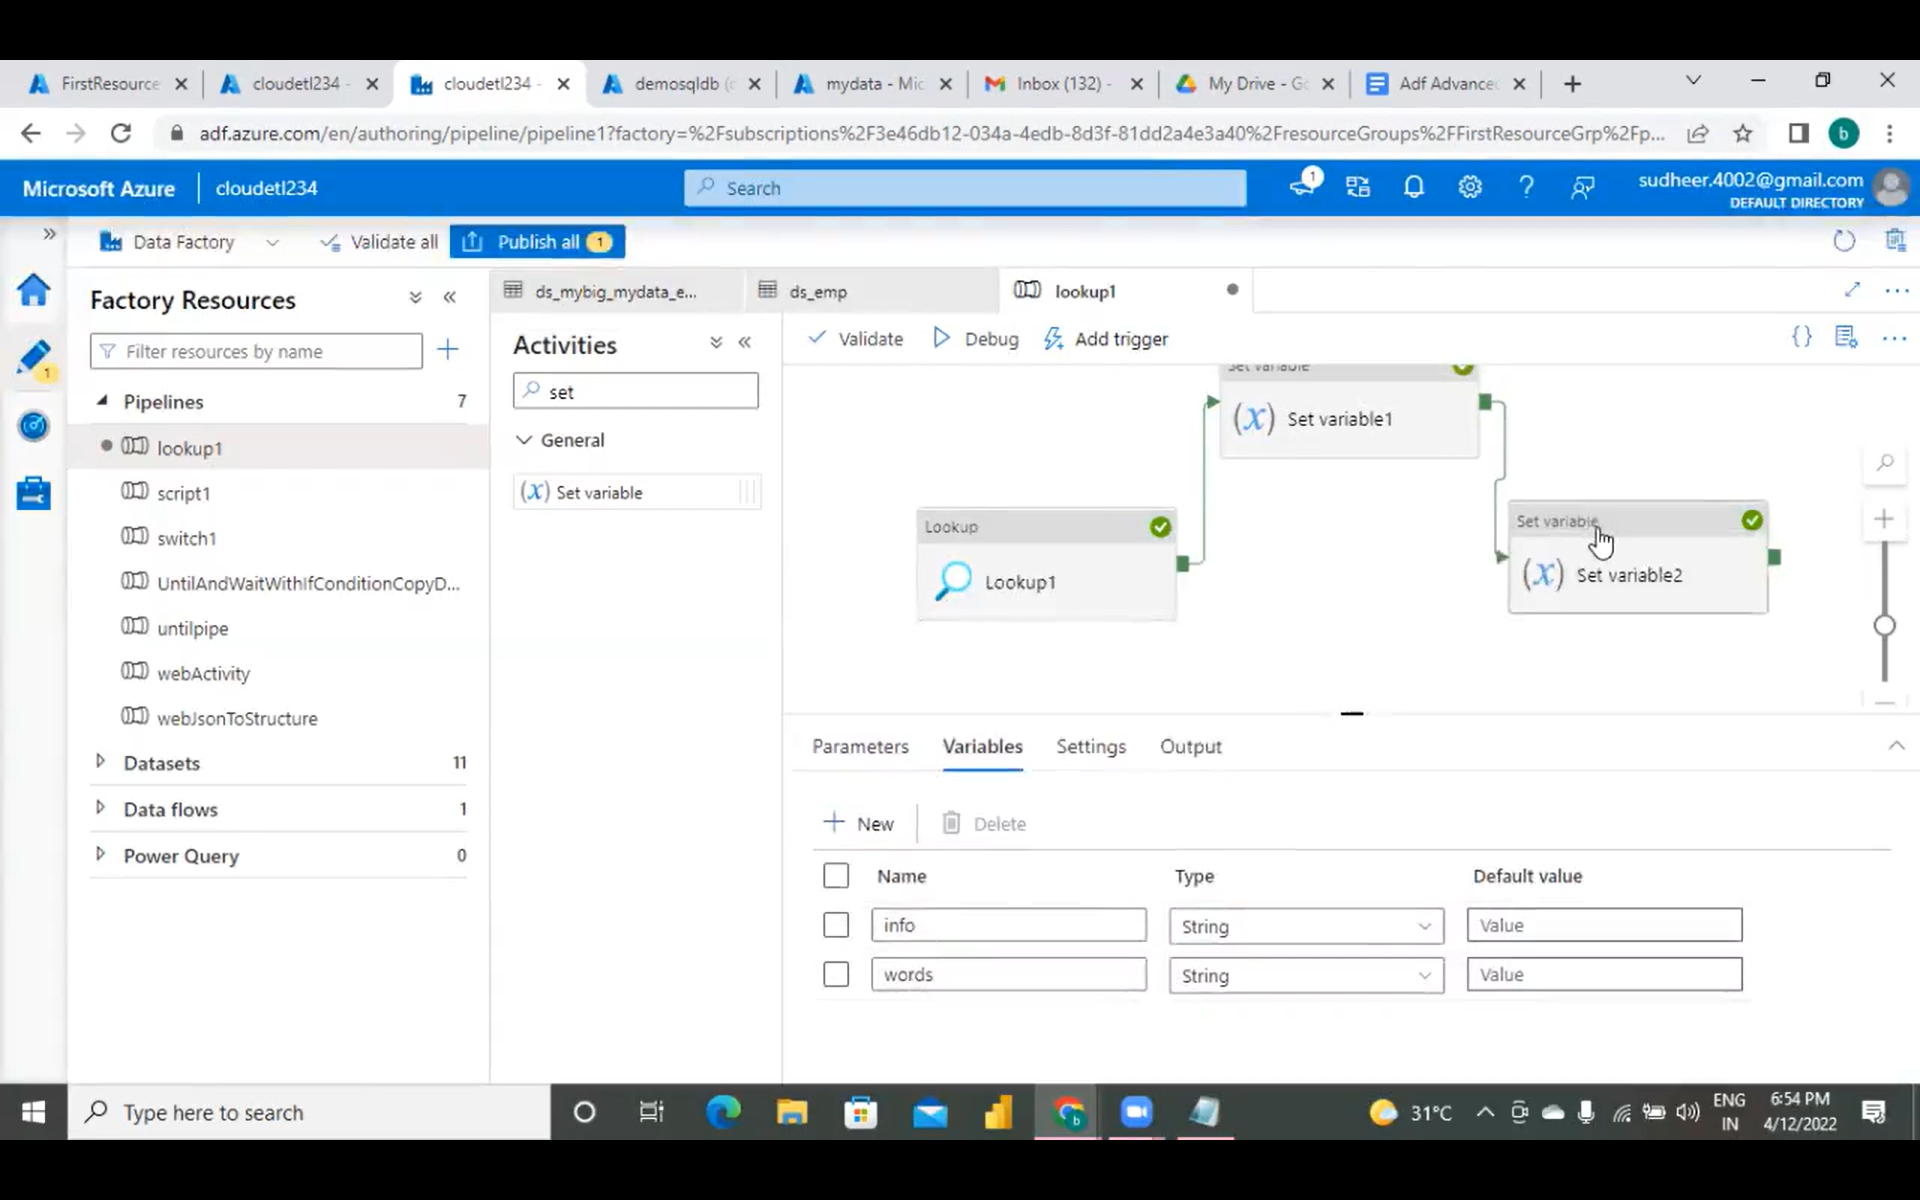 FirstResource
cloudetl234 -
cloudetl234 -
demosqldb (
mydata - Mic
Inbox (132) -
My Drive - Go
Adf Advance
adf.azure.com/en/authoring/pipeline/pipeline1?factory=%2Fsubscriptions%2F3e46db12-034a-4edb-8d3f-81dd2a4e3a40%2FresourceGroups%2FFirstResourceGrp%2Fp...
b
Microsoft Azure
cloudetl234
Search
1
sudheer.4002@gmail.com
DEFAULT DIRECTORY
Data Factory
Validate all
Publish all 1
Factory Resources
Filter resources by name
1
Pipelines 7
lookup1
script1
switch1
UntilAndWaitWithIfConditionCopyD...
untilpipe
webActivity
webJsonToStructure
Datasets 11
Data flows 1
Power Query 0
ds_mybig_mydata_e...
ds_emp
lookup1
Activities
set
General
(x) Set variable
Validate
Debug
Add trigger
Set variable
(x) Set variable1
Lookup
Lookup1
Set variable
(x) Set variable2
Parameters
Variables
Settings
Output
New
Delete
Name Type Default value
info String Value
words String Value
Type here to search
b
31°C
ENG
IN
6:54 PM
4/12/2022